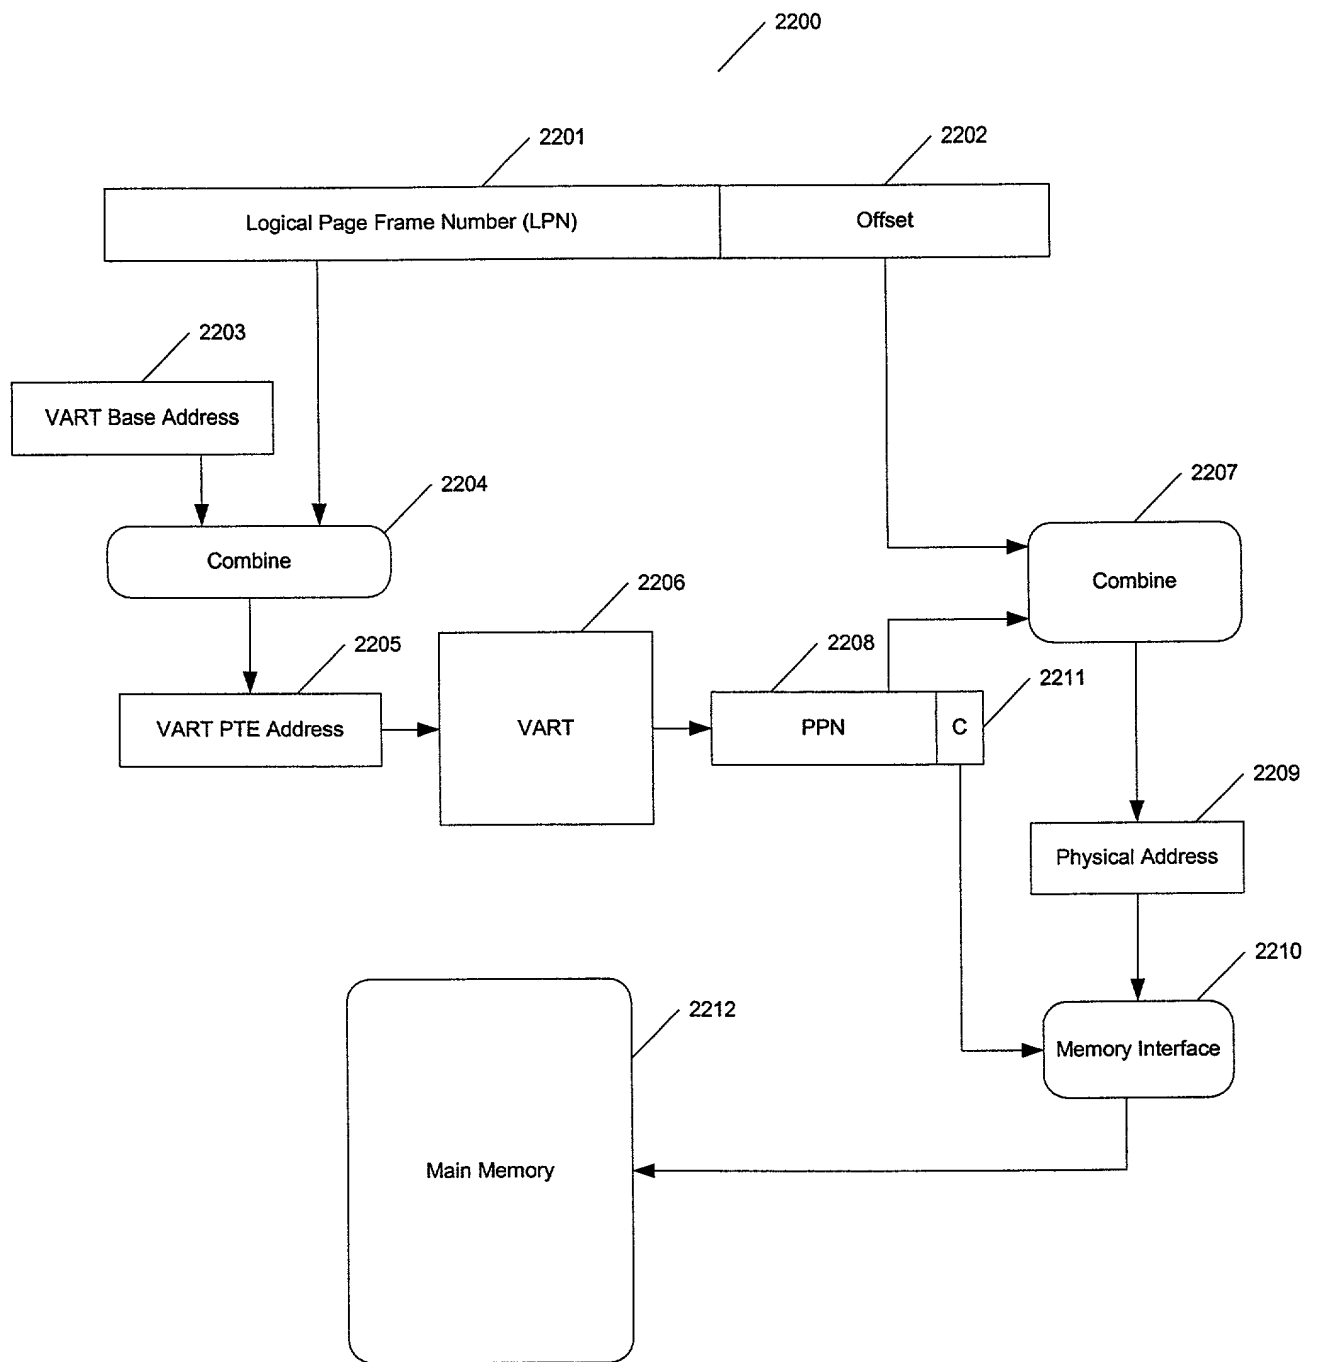 2200
2201
2202
Logical Page Frame Number (LPN)
Offset
2203
VART Base Address
2204
2207
Combine
Combine
2206
2205
2208
2211
VART PTE Address
VART
PPN
C
2209
Physical Address
2210
2212
Memory Interface
Main Memory